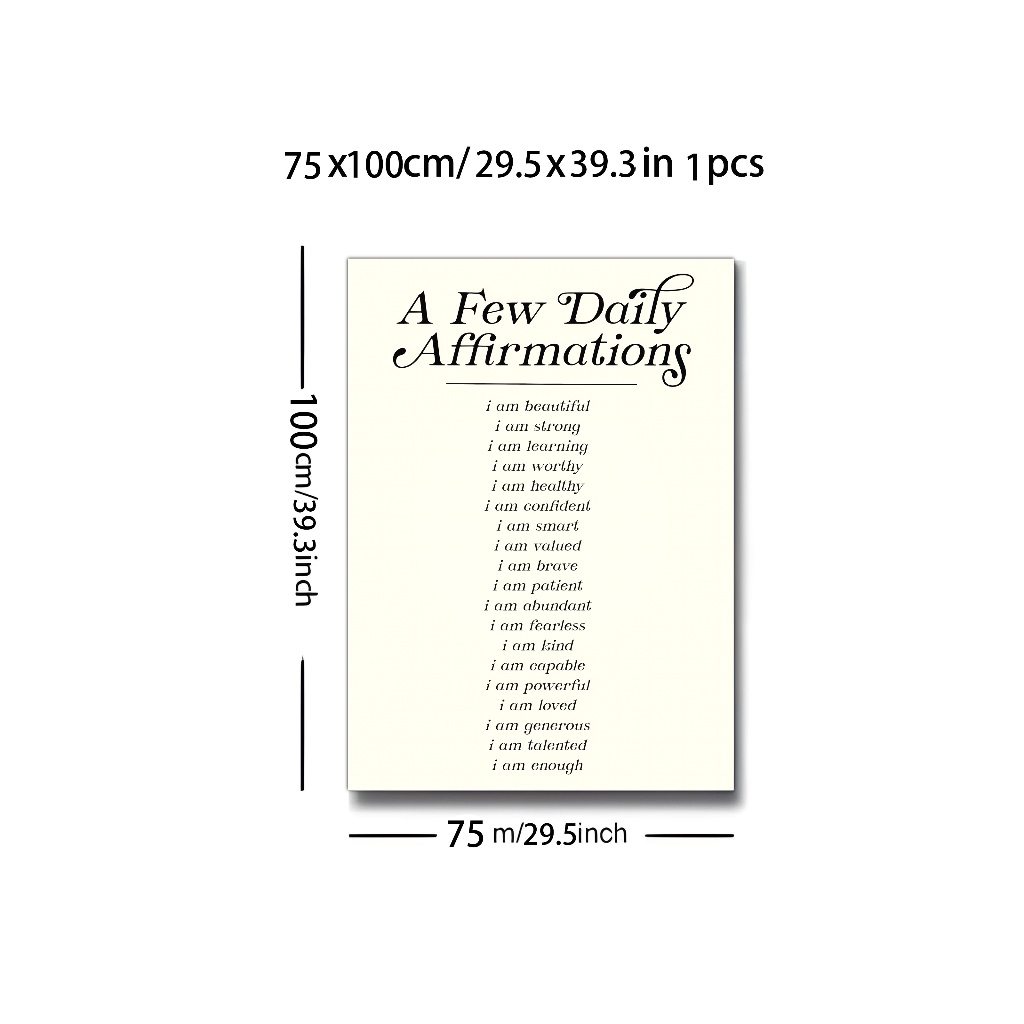 75x100cm/29.5x39.3in 1pcs
A Few Daily
Affirmations
i am beautiful
i am strong
i am learning
i am worthy
i am healthy
i am confident
i am smart
i am valued
i am brave
i am patient
i am abundant
i am fearless
i am kind
i am capable
i am powerful
i am loved
i am generous
i am talented
i am enough
100cm/39.3inch
75 m/29.5inch